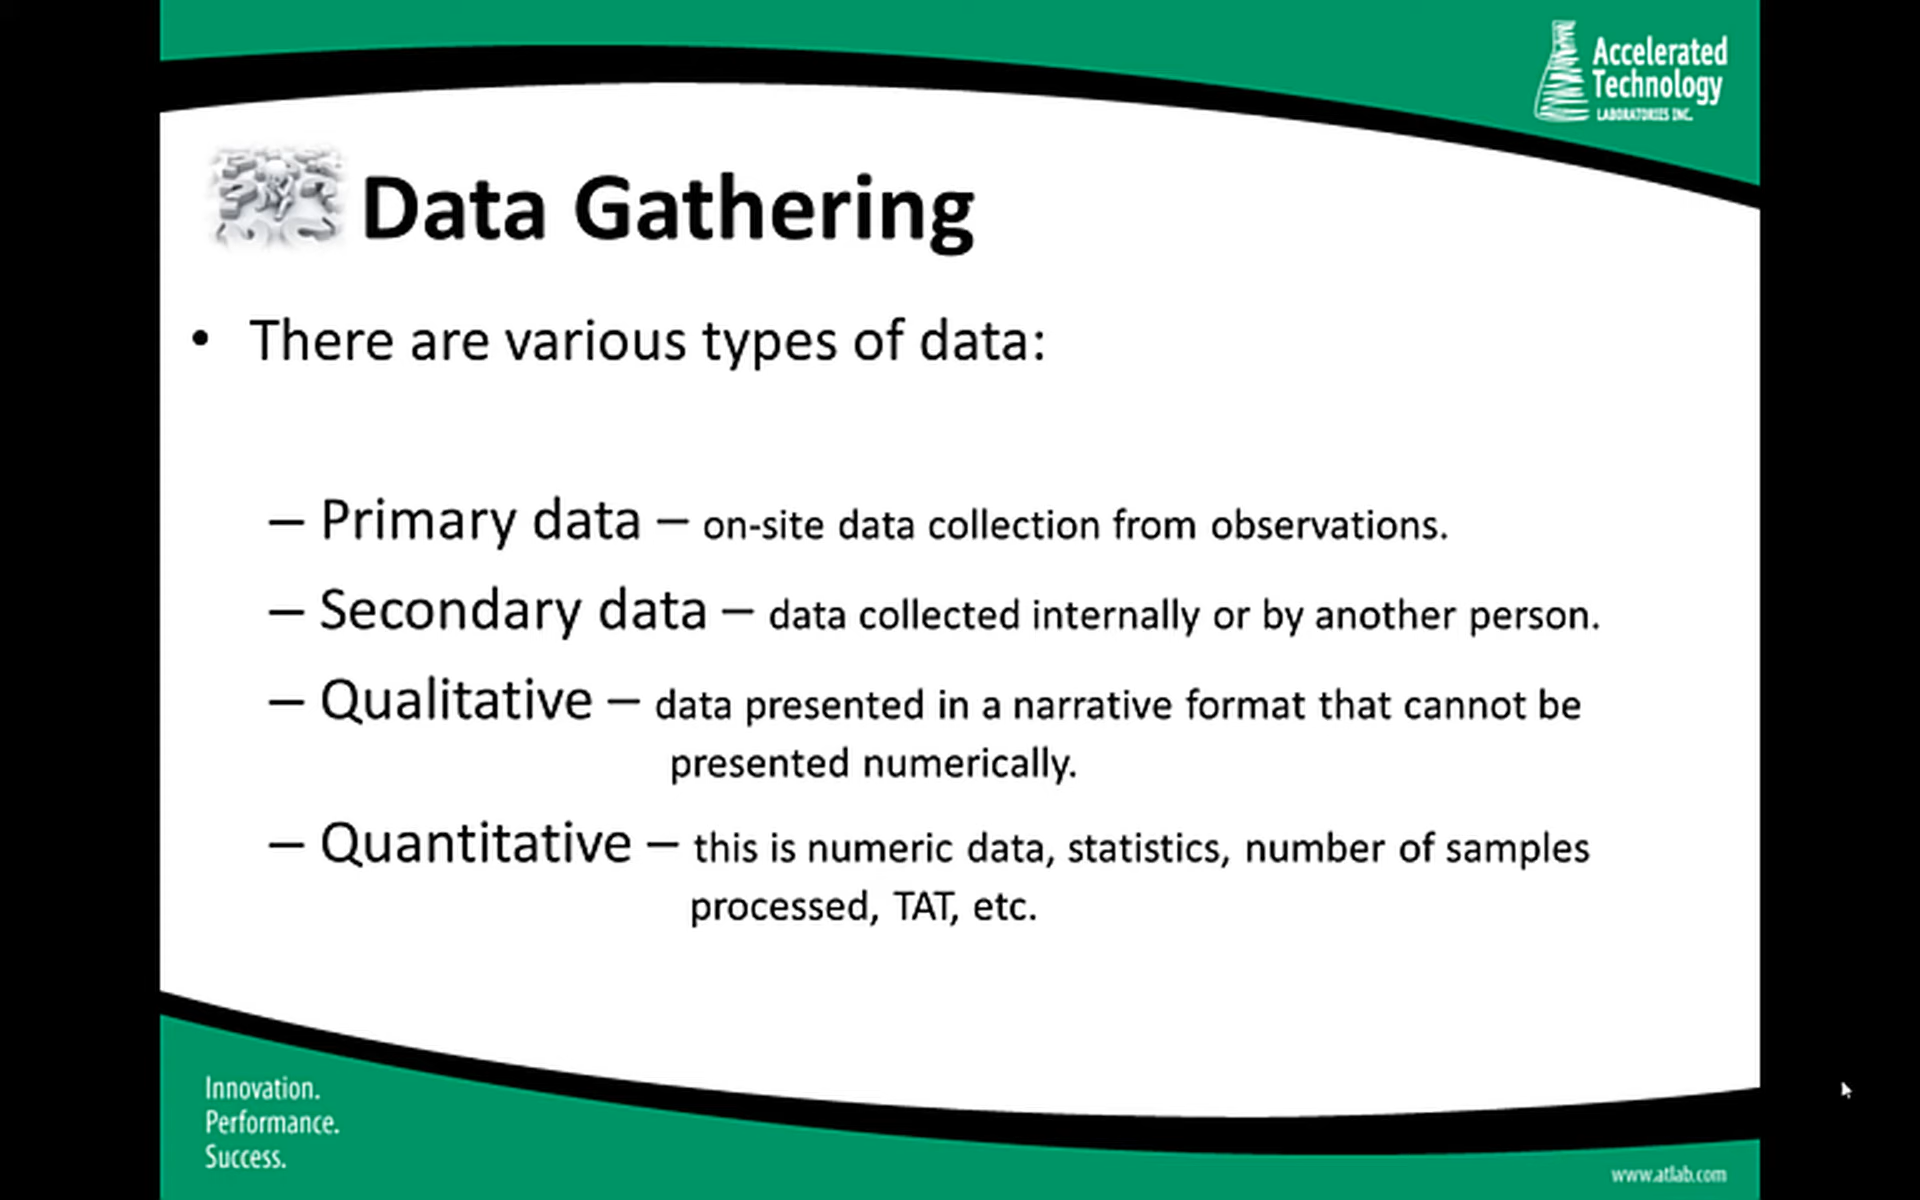 Accelerated
Technology
LABORATORIES INC.
Data Gathering
• There are various types of data:
– Primary data – on-site data collection from observations.
– Secondary data – data collected internally or by another person.
– Qualitative – data presented in a narrative format that cannot be
presented numerically.
– Quantitative – this is numeric data, statistics, number of samples
processed, TAT, etc.
Innovation.
Performance.
Success.
www.atlab.com